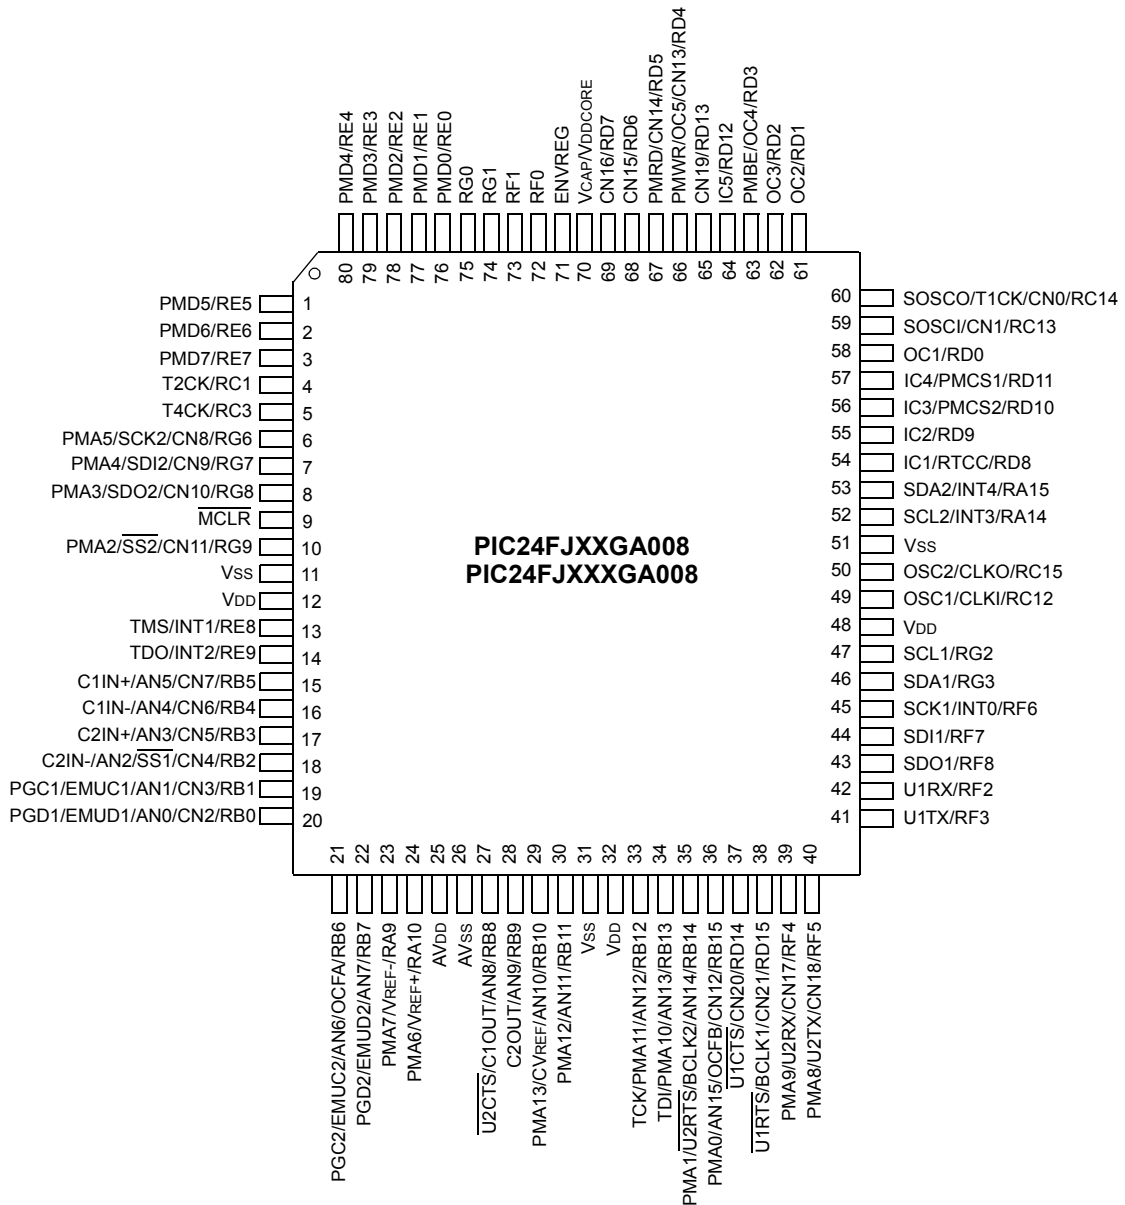 PMD4/RE4
PMD3/RE3
PMD2/RE2
PMD1/RE1
PMD0/RE0
RG0
RG1
RF1
RF0
ENVREG
VCAP/VDDCORE
CN16/RD7
CN15/RD6
PMRD/CN14/RD5
PMWR/OC5/CN13/RD4
CN19/RD13
IC5/RD12
PMBE/OC4/RD3
OC3/RD2
OC2/RD1
80
79
78
77
76
75
74
73
72
71
70
69
68
67
66
65
64
63
62
61
PMD5/RE5 1
PMD6/RE6 2
PMD7/RE7 3
T2CK/RC1 4
T4CK/RC3 5
PMA5/SCK2/CN8/RG6 6
PMA4/SDI2/CN9/RG7 7
PMA3/SDO2/CN10/RG8 8
MCLR 9
PMA2/SS2/CN11/RG9 10
VSS 11
VDD 12
TMS/INT1/RE8 13
TDO/INT2/RE9 14
C1IN+/AN5/CN7/RB5 15
C1IN-/AN4/CN6/RB4 16
C2IN+/AN3/CN5/RB3 17
C2IN-/AN2/SS1/CN4/RB2 18
PGC1/EMUC1/AN1/CN3/RB1 19
PGD1/EMUD1/AN0/CN2/RB0 20
PIC24FJXXGA008
PIC24FJXXXGA008
60 SOSCO/T1CK/CN0/RC14
59 SOSCI/CN1/RC13
58 OC1/RD0
57 IC4/PMCS1/RD11
56 IC3/PMCS2/RD10
55 IC2/RD9
54 IC1/RTCC/RD8
53 SDA2/INT4/RA15
52 SCL2/INT3/RA14
51 VSS
50 OSC2/CLKO/RC15
49 OSC1/CLKI/RC12
48 VDD
47 SCL1/RG2
46 SDA1/RG3
45 SCK1/INT0/RF6
44 SDI1/RF7
43 SDO1/RF8
42 U1RX/RF2
41 U1TX/RF3
21
22
23
24
25
26
27
28
29
30
31
32
33
34
35
36
37
38
39
40
PGC2/EMUC2/AN6/OCFA/RB6
PGD2/EMUD2/AN7/RB7
PMA7/VREF-/RA9
PMA6/VREF+/RA10
AVDD
AVSS
U2CTS/C1OUT/AN8/RB8
C2OUT/AN9/RB9
PMA13/CVREF/AN10/RB10
PMA12/AN11/RB11
VSS
VDD
TCK/PMA11/AN12/RB12
TDI/PMA10/AN13/RB13
PMA1/U2RTS/BCLK2/AN14/RB14
PMA0/AN15/OCFB/CN12/RB15
U1CTS/CN20/RD14
U1RTS/BCLK1/CN21/RD15
PMA9/U2RX/CN17/RF4
PMA8/U2TX/CN18/RF5